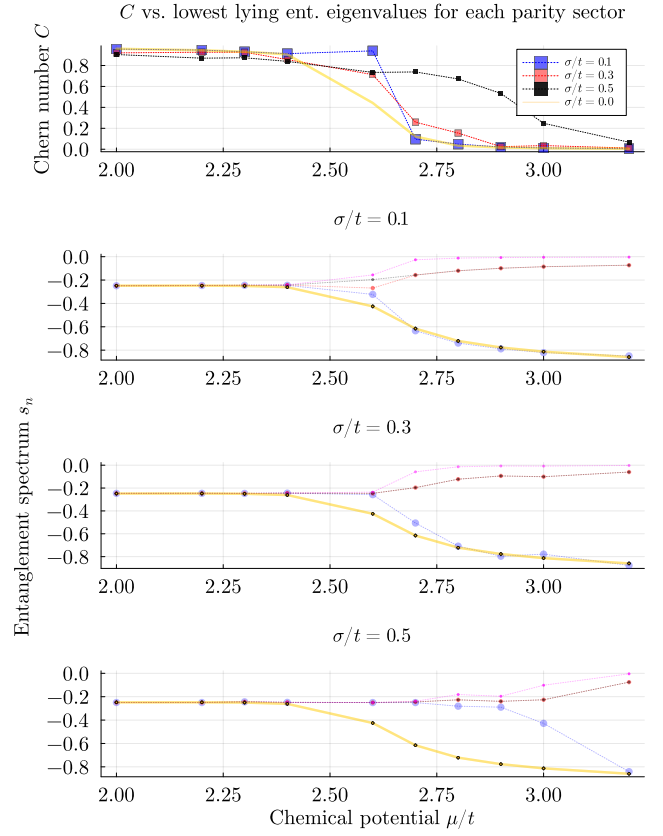 C vs. lowest lying ent. eigenvalues for each parity sector
Chern number C
0.8
0.6
0.4
0.2
0.0
σ/t = 0.1
σ/t = 0.3
σ/t = 0.5
σ/t = 0.0
2.00 2.25 2.50 2.75 3.00
σ/t = 0.1
0.0
−0.2
−0.4
−0.6
−0.8
2.00 2.25 2.50 2.75 3.00
Entanglement spectrum s_n
σ/t = 0.3
0.0
−0.2
−0.4
−0.6
−0.8
2.00 2.25 2.50 2.75 3.00
σ/t = 0.5
0.0
−0.2
−0.4
−0.6
−0.8
2.00 2.25 2.50 2.75 3.00
Chemical potential μ/t